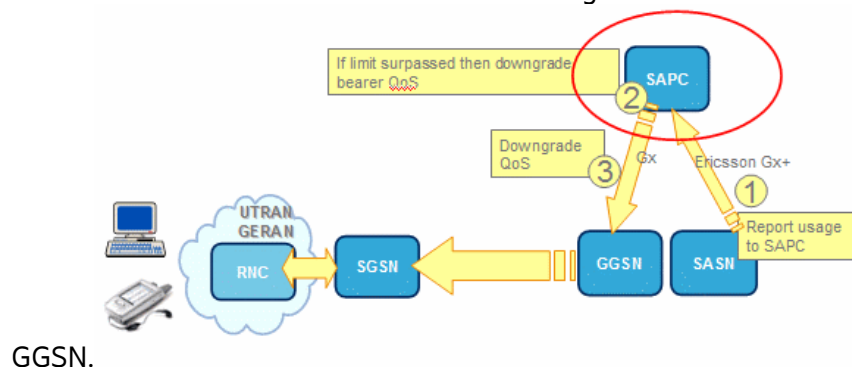 If limit surpassed then downgrade
bearer QoS
SAPC
2
Downgrade
QoS
3
Gx
Ericsson Gx+
1
Report usage
to SAPC
UTRAN
GERAN
RNC
SGSN
GGSN
SASN
GGSN.